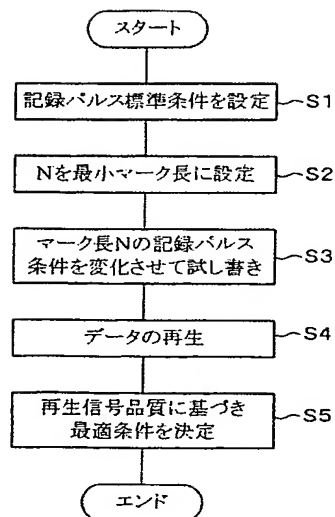 スタート
記録パルス標準条件を設定 S1
Nを最小マーク長に設定 S2
マーク長Nの記録パルス
条件を変化させて試し書き S3
データの再生 S4
再生信号品質に基づき
最適条件を決定 S5
エンド